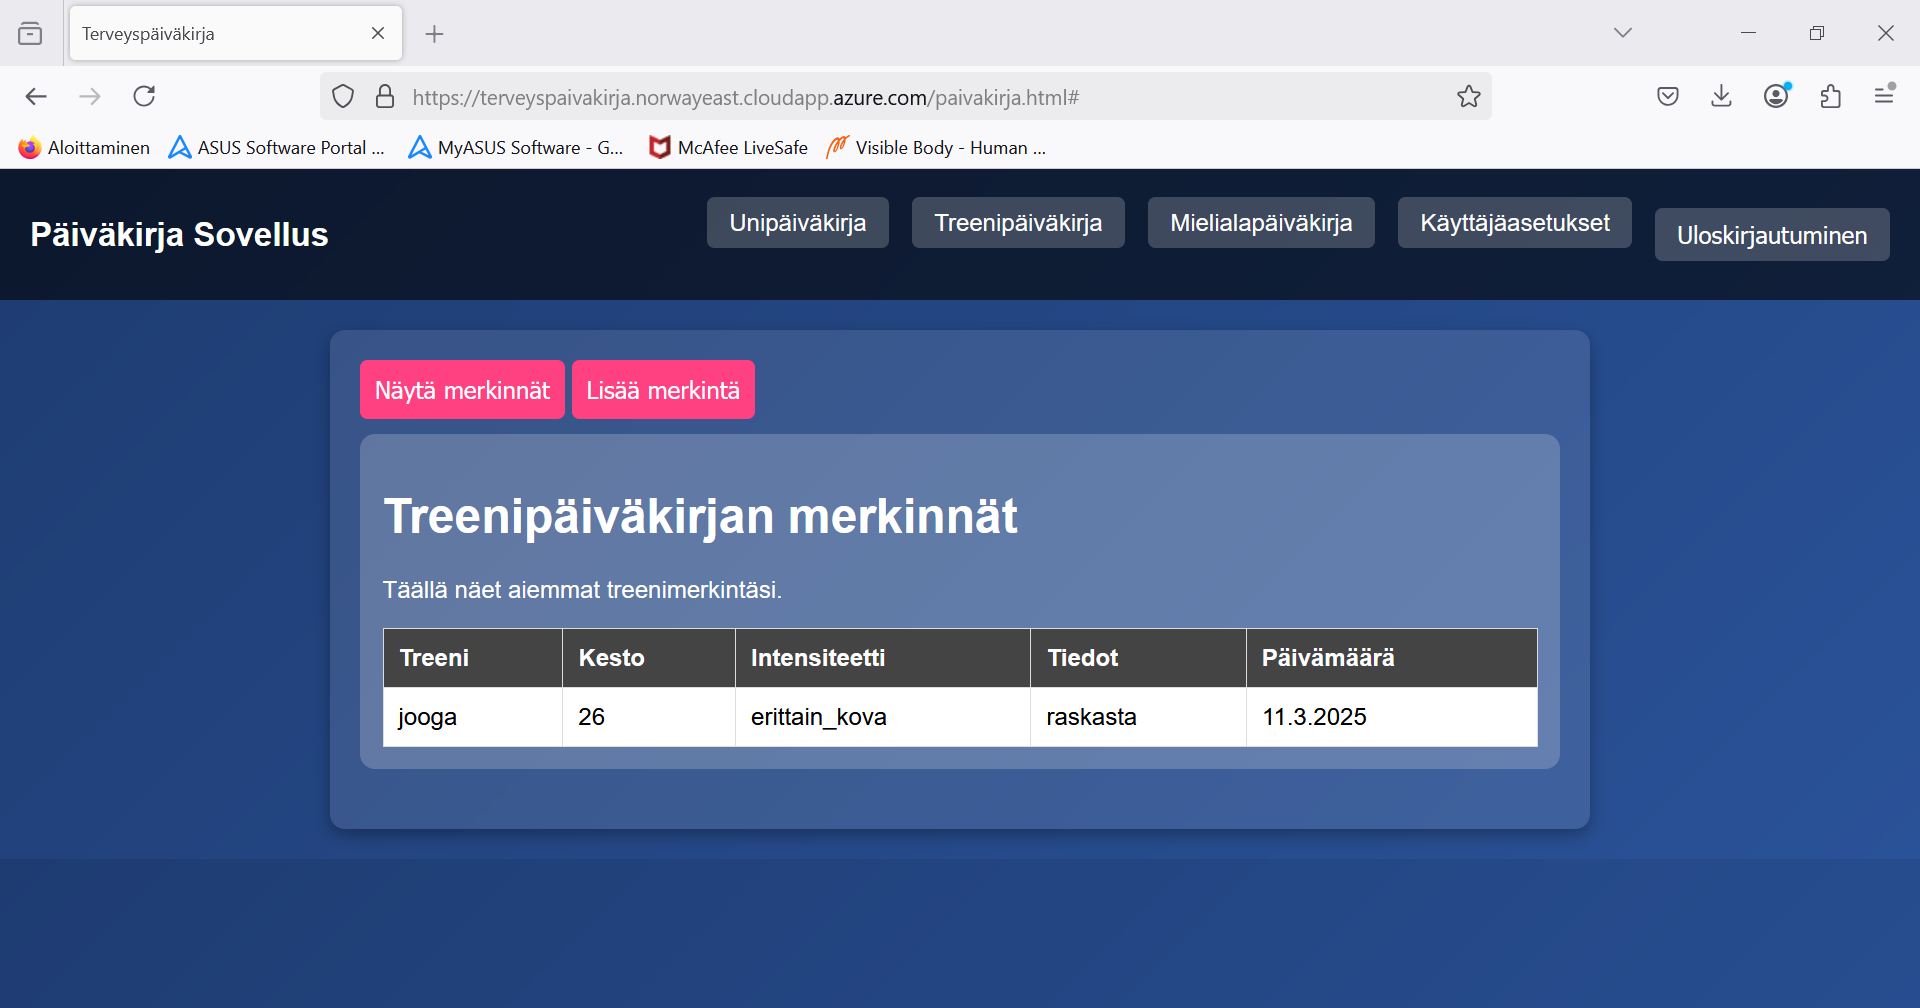 Terveyspäiväkirja
https://terveyspaivakirja.norwayeast.cloudapp.azure.com/paivakirja.html#
Aloittaminen ASUS Software Portal ... MyASUS Software - G... McAfee LiveSafe Visible Body - Human ...
Päiväkirja Sovellus Unipäiväkirja Treenipäiväkirja Mielialapäiväkirja Käyttäjäasetukset Uloskirjautuminen
Näytä merkinnät Lisää merkintä
Treenipäiväkirjan merkinnät
Täällä näet aiemmat treenimerkintäsi.
Treeni Kesto Intensiteetti Tiedot Päivämäärä
jooga 26 erittain_kova raskasta 11.3.2025